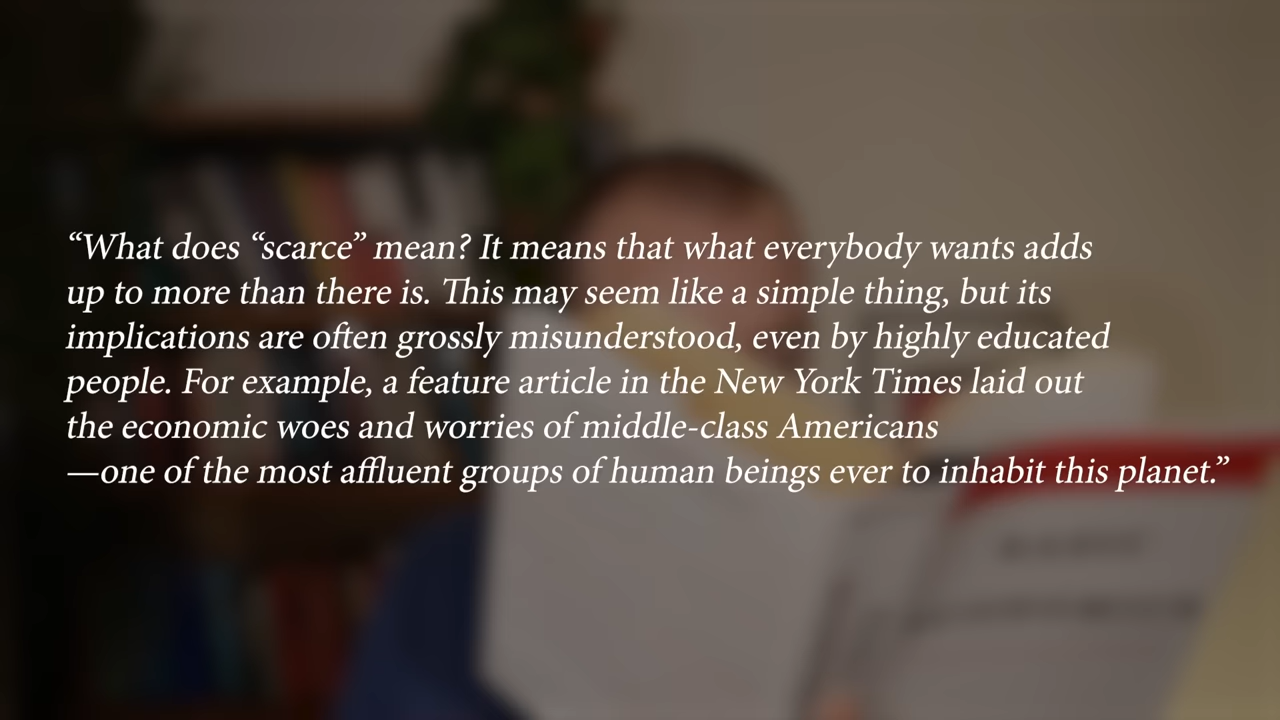 “What does “scarce” mean? It means that what everybody wants adds
up to more than there is. This may seem like a simple thing, but its
implications are often grossly misunderstood, even by highly educated
people. For example, a feature article in the New York Times laid out
the economic woes and worries of middle-class Americans
—one of the most affluent groups of human beings ever to inhabit this planet.”